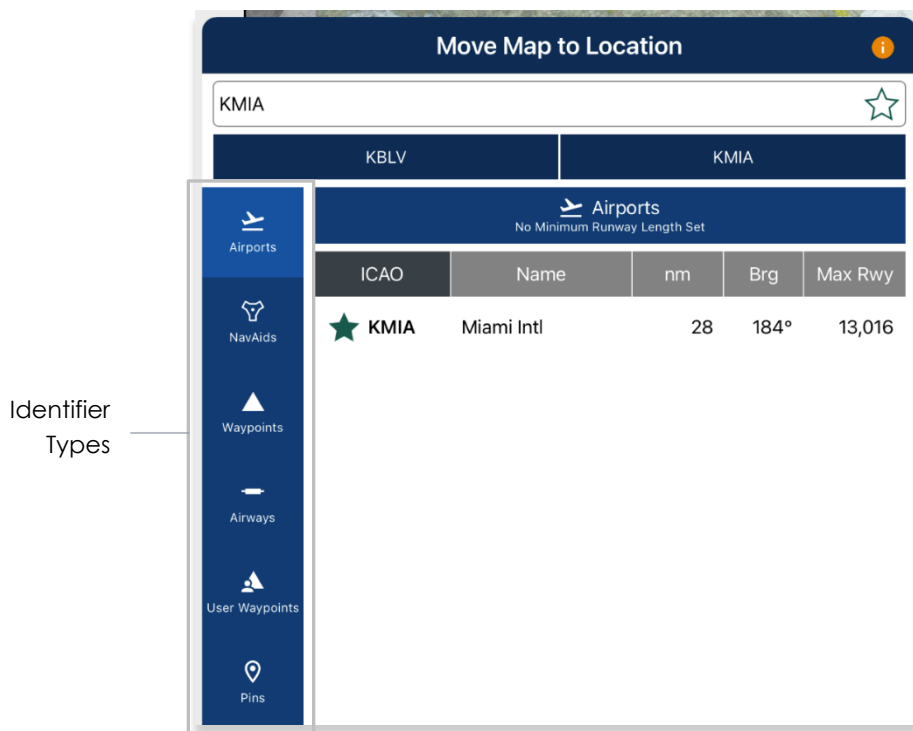 Move Map to Location
i
KMIA
KBLV KMIA
Airports
No Minimum Runway Length Set
ICAO Name nm Brg Max Rwy
KMIA Miami Intl 28 184° 13,016
Airports
NavAids
Waypoints
Airways
User Waypoints
Pins
Identifier
Types